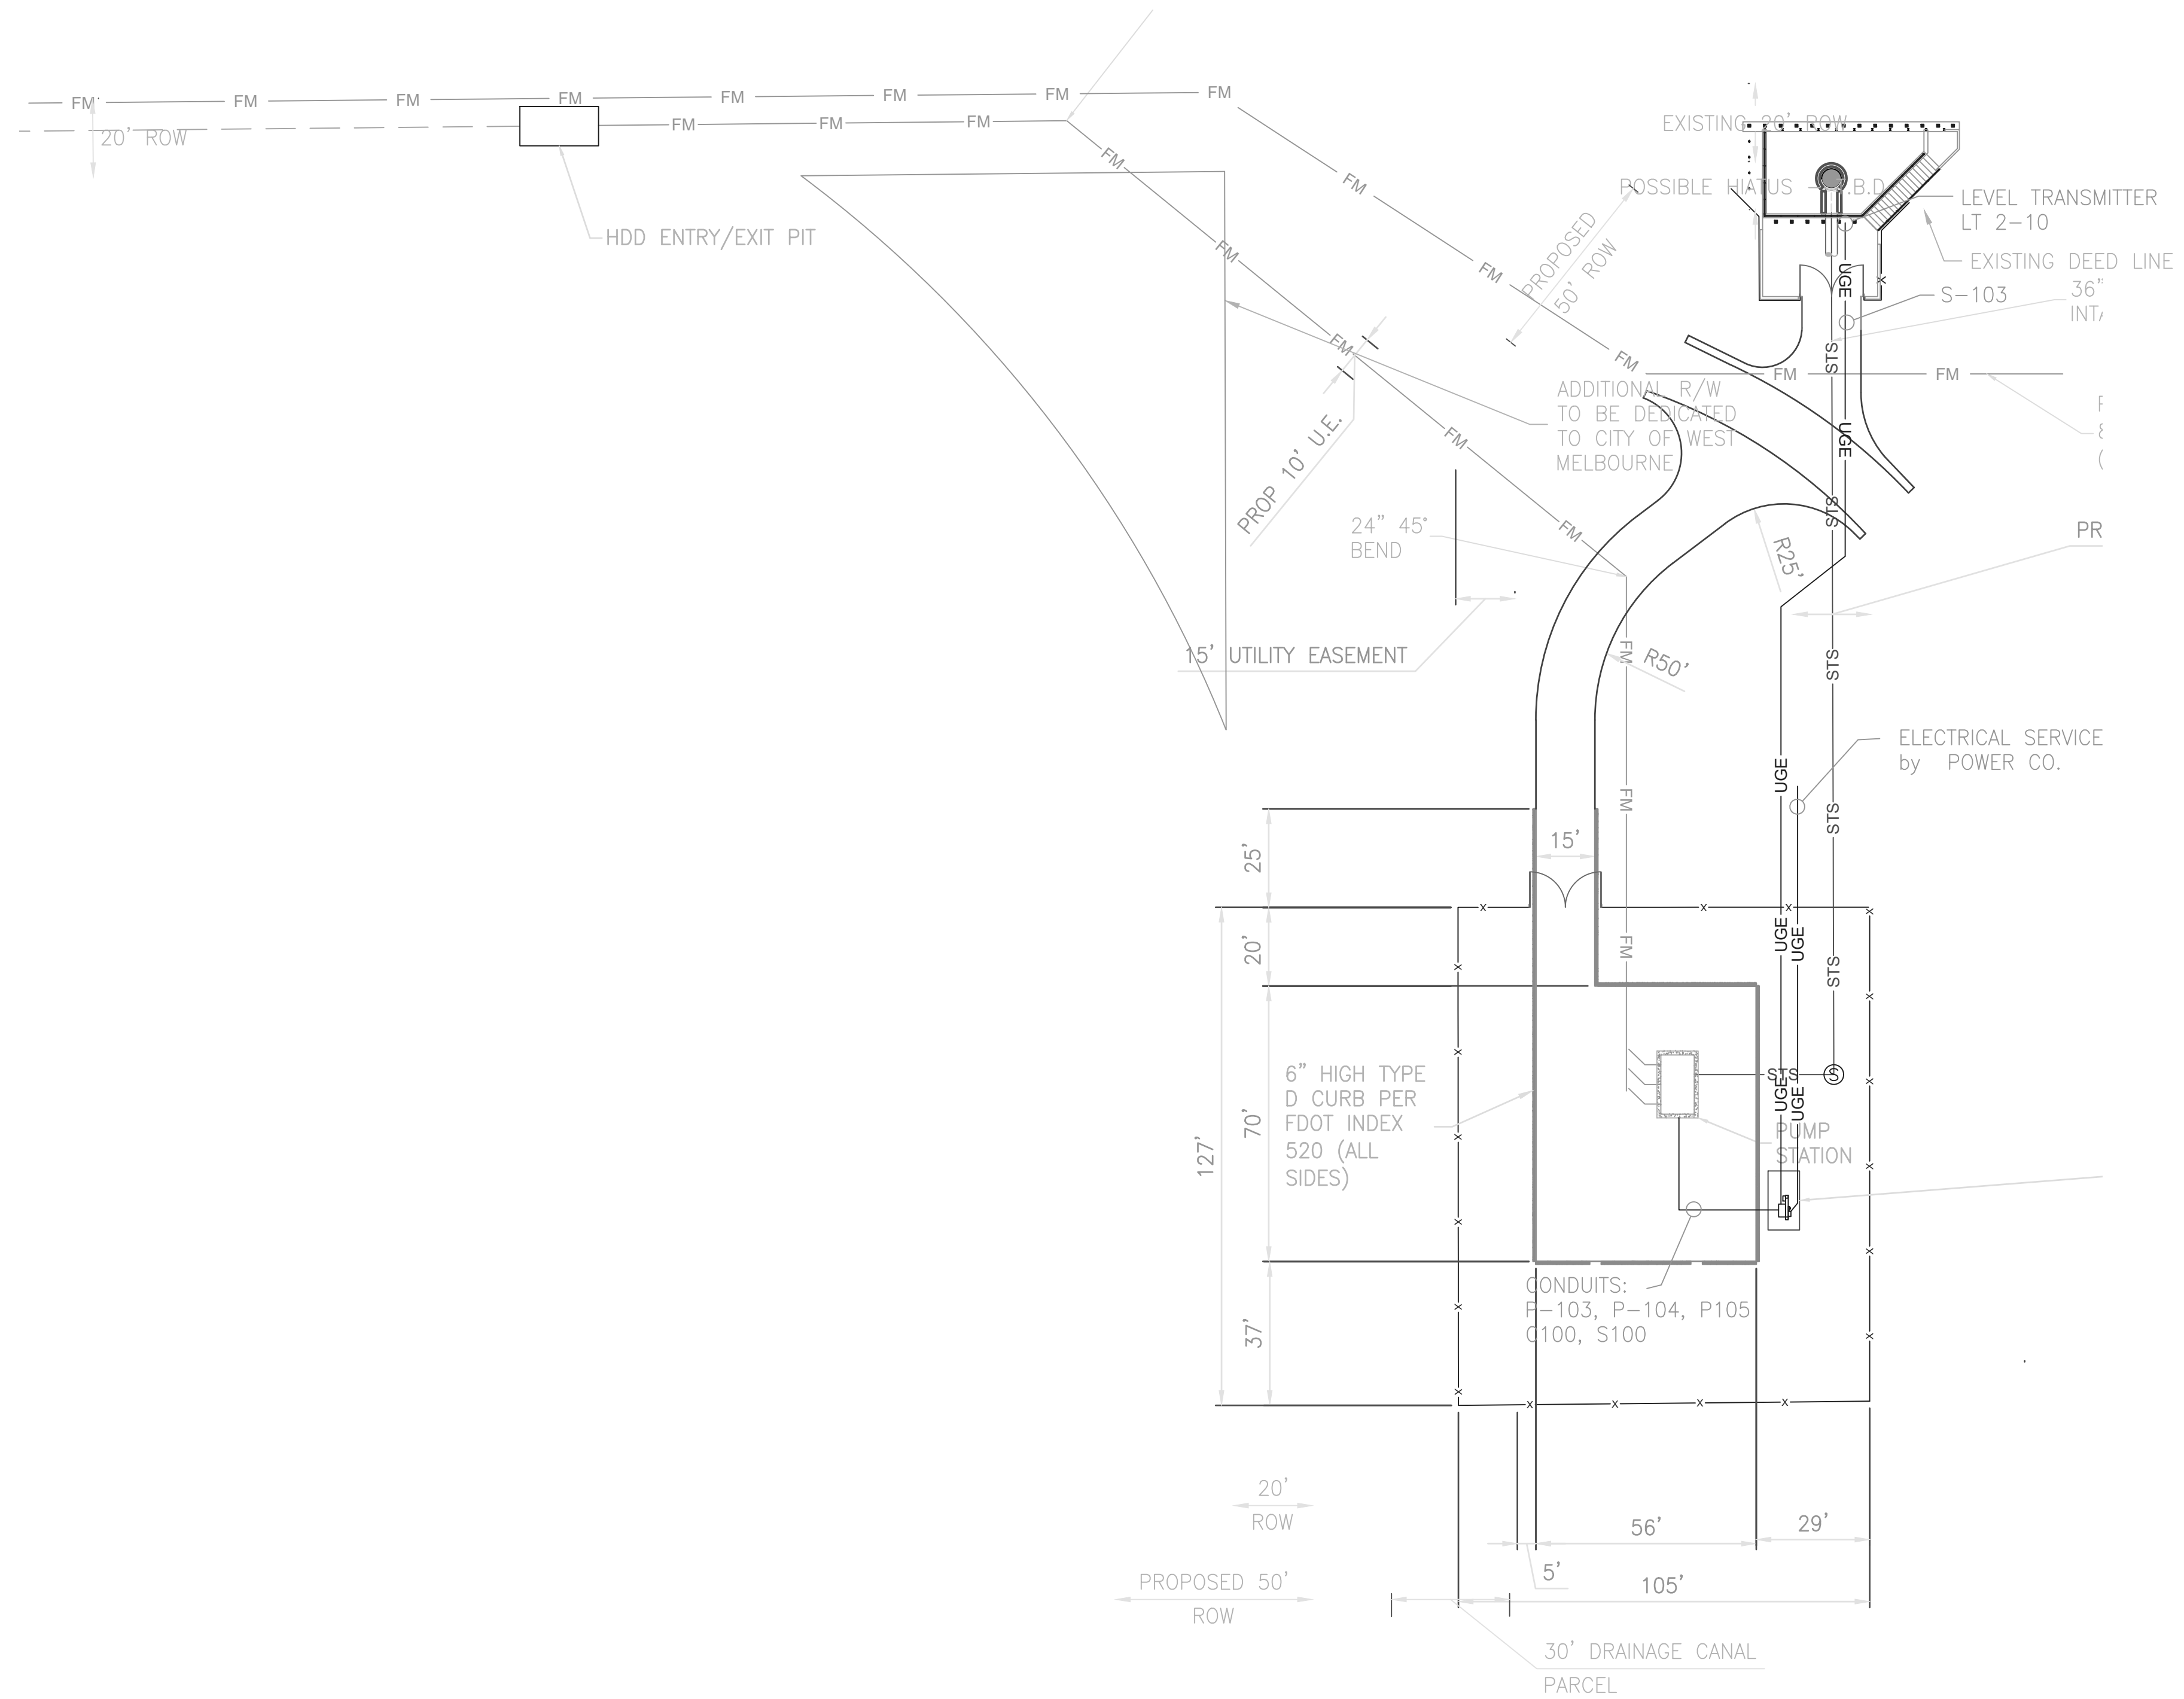 FM FM FM FM FM FM FM FM
20' ROW
FM FM FM
HDD ENTRY/EXIT PIT
FM
FM
FM
FM
FM
FM
FM
FM
FM
FM
FM
EXISTING 20' ROW
POSSIBLE HIATUS - T.B.D
LEVEL TRANSMITTER
LT 2-10
EXISTING DEED LINE
S-103
36"
PROPOSED
50' ROW
UGE
STS
UGE
STS
ADDITIONAL R/W
TO BE DEDICATED
TO CITY OF WEST
MELBOURNE
PROP 10' U.E.
24" 45°
BEND
R25'
PR
15' UTILITY EASEMENT
R50'
FM
STS
ELECTRICAL SERVICE
by POWER CO.
UGE
FM
STS
25'
15'
X X X X
20'
FM
UGE
UGE
STS
127'
70'
6" HIGH TYPE
D CURB PER
FDOT INDEX
520 (ALL
SIDES)
STS
S
UGE
UGE
PUMP
STATION
37'
CONDUITS:
P-103, P-104, P105
C100, S100
X X X X
20'
ROW
56'
29'
5'
105'
PROPOSED 50'
ROW
30' DRAINAGE CANAL
PARCEL